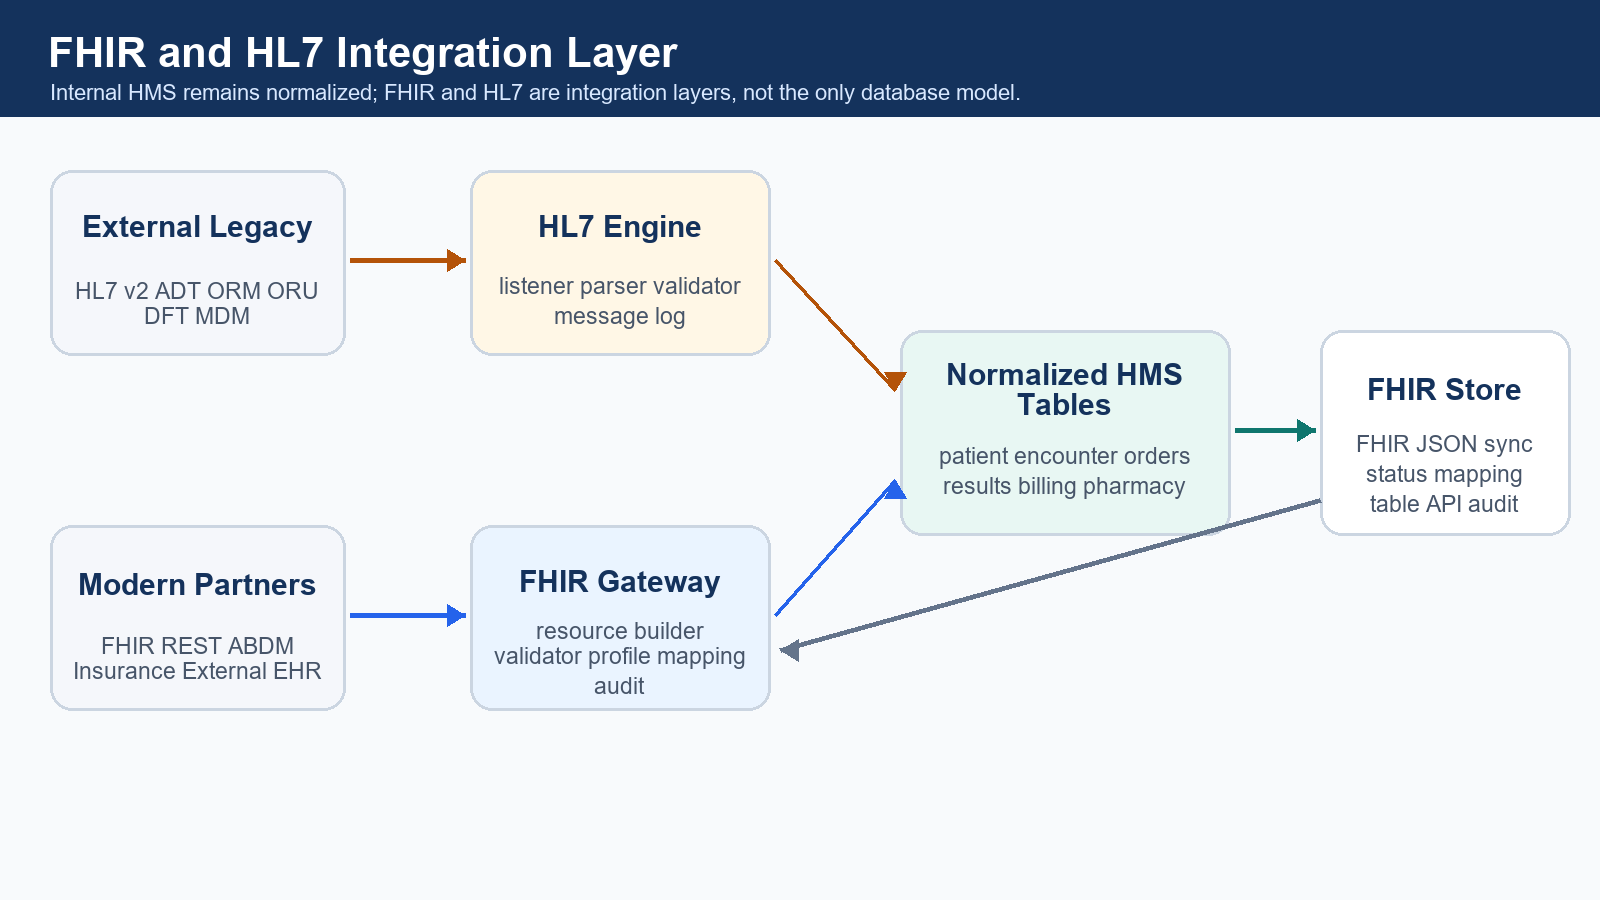 FHIR and HL7 Integration Layer
Internal HMS remains normalized; FHIR and HL7 are integration layers, not the only database model.
External Legacy
HL7 v2 ADT ORM ORU
DFT MDM
HL7 Engine
listener parser validator
message log
Normalized HMS
Tables
patient encounter orders
results billing pharmacy
FHIR Store
FHIR JSON sync
status mapping
table API audit
Modern Partners
FHIR REST ABDM
Insurance External EHR
FHIR Gateway
resource builder
validator profile mapping
audit